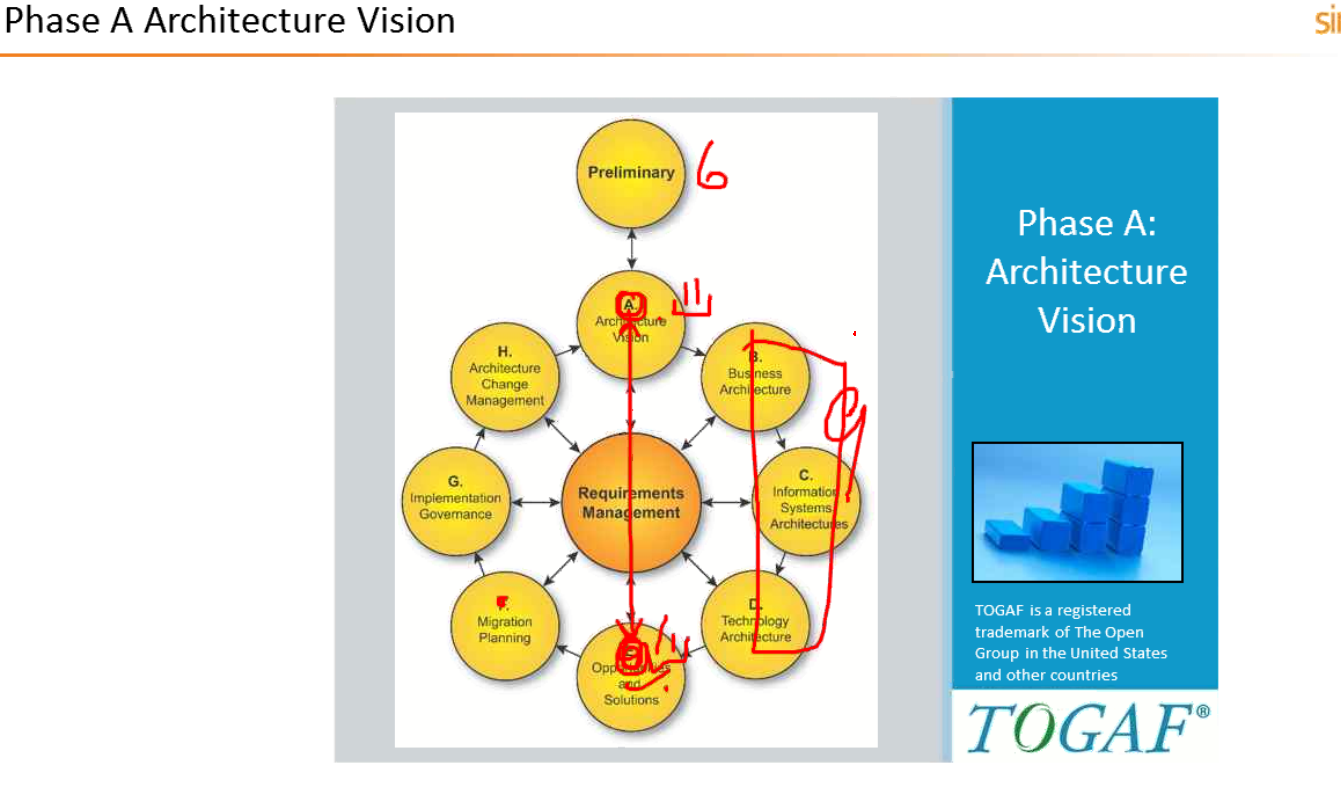 Phase A Architecture Vision
Preliminary
6
A.
Architecture
Vision
11
H.
Architecture
Change
Management
B.
Business
Architecture
9
G.
Implementation
Governance
Requirements
Management
C.
Information
Systems
Architectures
F.
Migration
Planning
D.
Technology
Architecture
E.
Opportunities
and
Solutions
Phase A:
Architecture
Vision
TOGAF is a registered
trademark of The Open
Group in the United States
and other countries
TOGAF®